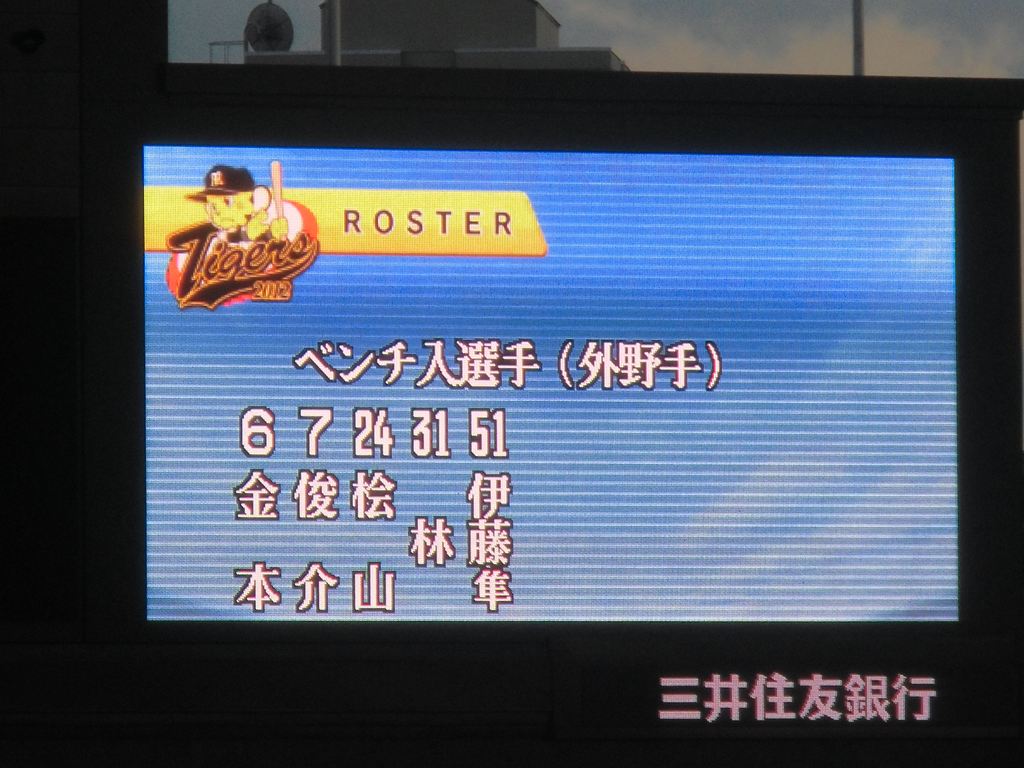 ROSTER
Tigers
2012
ベンチ入選手（外野手）
6 7 24 31 51
金本
俊介
桧山
林
伊藤隼
三井住友銀行